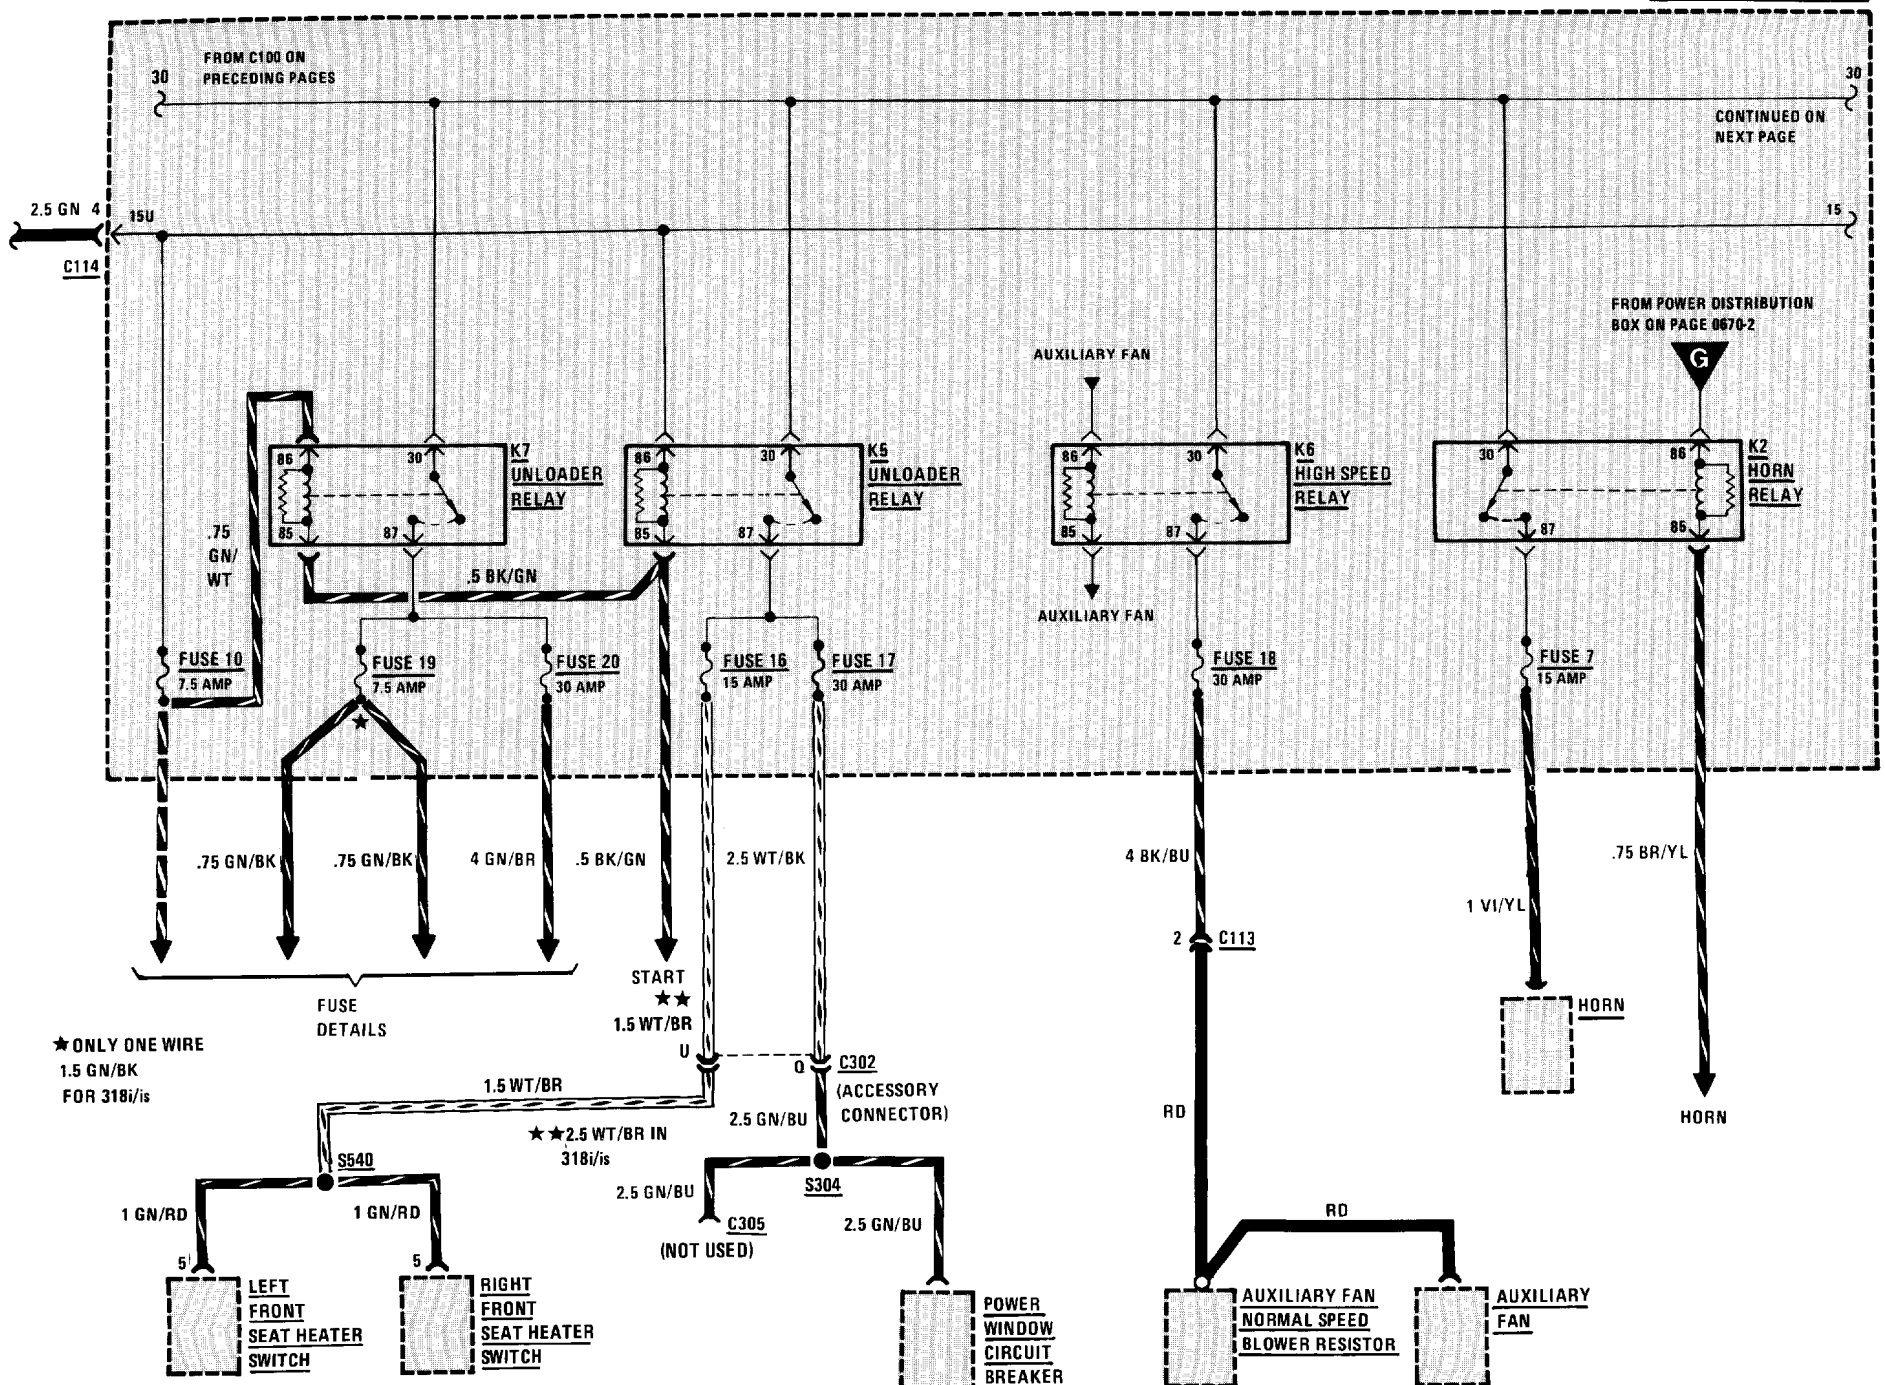 FROM C100 ON
PRECEDING PAGES
30
30
CONTINUED ON
NEXT PAGE
2.5 GN 4
15U
15
C114
FROM POWER DISTRIBUTION
BOX ON PAGE 0670-2
G
AUXILIARY FAN
86
30
K7
UNLOADER
RELAY
85
87
86
30
K5
UNLOADER
RELAY
85
87
86
30
K6
HIGH SPEED
RELAY
85
87
30
86
K2
HORN
RELAY
87
85
.75
GN/
WT
.5 BK/GN
AUXILIARY FAN
FUSE 10
7.5 AMP
FUSE 19
7.5 AMP
FUSE 20
30 AMP
FUSE 16
15 AMP
FUSE 17
30 AMP
FUSE 18
30 AMP
FUSE 7
15 AMP
★
.75 GN/BK
.75 GN/BK
4 GN/BR
.5 BK/GN
2.5 WT/BK
4 BK/BU
1 VI/YL
.75 BR/YL
2
C113
FUSE
DETAILS
START
★★
1.5 WT/BR
HORN
★ONLY ONE WIRE
1.5 GN/BK
FOR 318i/is
U
Q
C302
(ACCESSORY
CONNECTOR)
1.5 WT/BR
2.5 GN/BU
RD
HORN
★★2.5 WT/BR IN
318i/is
S540
S304
1 GN/RD
1 GN/RD
2.5 GN/BU
C305
(NOT USED)
2.5 GN/BU
RD
5
5
LEFT
FRONT
SEAT HEATER
SWITCH
RIGHT
FRONT
SEAT HEATER
SWITCH
POWER
WINDOW
CIRCUIT
BREAKER
AUXILIARY FAN
NORMAL SPEED
BLOWER RESISTOR
AUXILIARY
FAN